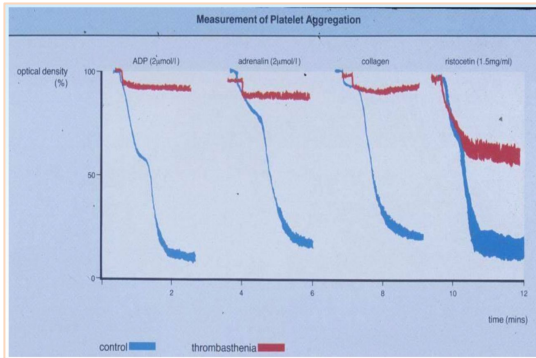 Measurement of Platelet Aggregation
ADP (2µmol/l) adrenalin (2µmol/l) collagen ristocetin (1.5mg/ml)
optical density
(%)
100
50
0
2 4 6 8 10 12
time (mins)
control thrombasthenia